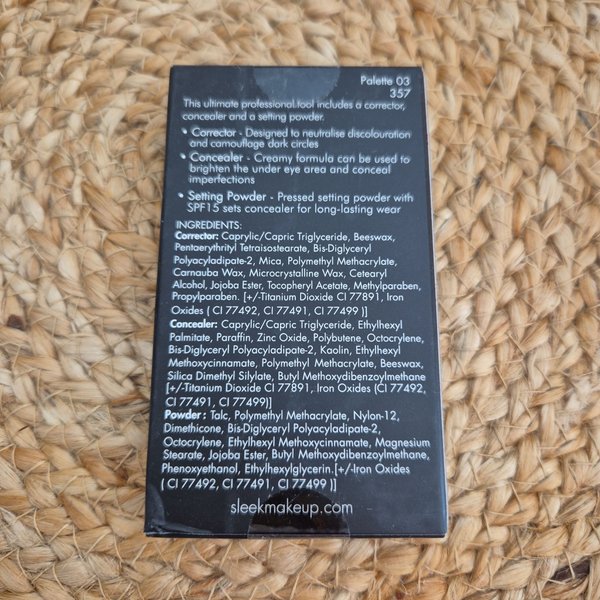 Palette 03
357
This ultimate professional tool includes a corrector,
concealer and a setting powder.
• Corrector - Designed to neutralise discolouration
and camouflage dark circles
• Concealer - Creamy formula can be used to
brighten the under eye area and conceal
imperfections
• Setting Powder - Pressed setting powder with
SPF15 sets concealer for long-lasting wear
INGREDIENTS:
Corrector: Caprylic/Capric Triglyceride, Beeswax,
Pentaerythrityl Tetraisostearate, Bis-Diglyceryl
Polyacyladipate-2, Mica, Polymethyl Methacrylate,
Carnauba Wax, Microcrystalline Wax, Cetearyl
Alcohol, Jojoba Ester, Tocopheryl Acetate, Methylparaben,
Propylparaben. [+/-Titanium Dioxide CI 77891, Iron
Oxides ( CI 77492, CI 77491, CI 77499 )]
Concealer: Caprylic/Capric Triglyceride, Ethylhexyl
Palmitate, Paraffin, Zinc Oxide, Polybutene, Octocrylene,
Bis-Diglyceryl Polyacyladipate-2, Kaolin, Ethylhexyl
Methoxycinnamate, Polymethyl Methacrylate, Beeswax,
Silica Dimethyl Silylate, Butyl Methoxydibenzoylmethane
[+/-Titanium Dioxide CI 77891, Iron Oxides (CI 77492,
CI 77491, CI 77499)]
Powder : Talc, Polymethyl Methacrylate, Nylon-12,
Dimethicone, Bis-Diglyceryl Polyacyladipate-2,
Octocrylene, Ethylhexyl Methoxycinnamate, Magnesium
Stearate, Jojoba Ester, Butyl Methoxydibenzoylmethane,
Phenoxyethanol, Ethylhexylglycerin.[+/-Iron Oxides
( CI 77492, CI 77491, CI 77499 )]
sleekmakeup.com